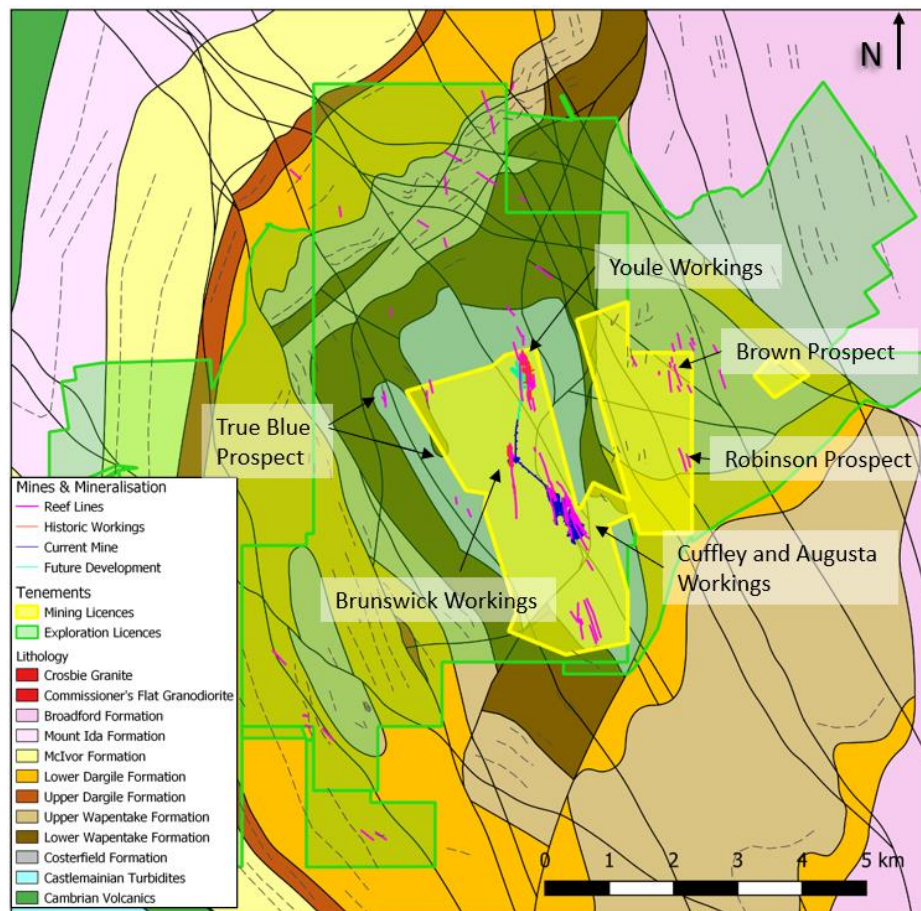 N
Youle Workings
Brown Prospect
True Blue
Prospect
Robinson Prospect
Cuffley and Augusta
Workings
Brunswick Workings
Mines & Mineralisation
Reef Lines
Historic Workings
Current Mine
Future Development
Tenements
Mining Licences
Exploration Licences
Lithology
Crosbie Granite
Commissioner's Flat Granodiorite
Broadford Formation
Mount Ida Formation
McIvor Formation
Lower Dargile Formation
Upper Dargile Formation
Upper Wapentake Formation
Lower Wapentake Formation
Costerfield Formation
Castlemainian Turbidites
Cambrian Volcanics
0 1 2 3 4 5 km